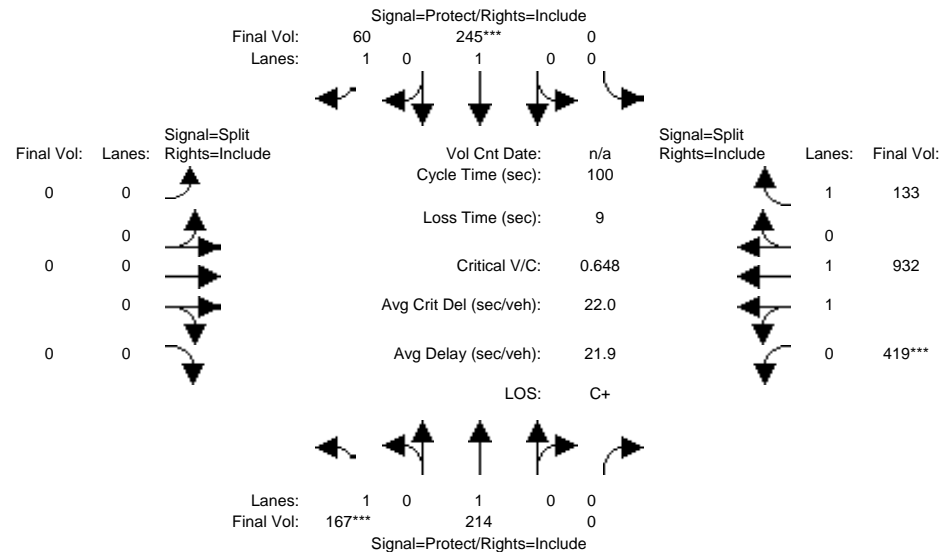 Signal=Protect/Rights=Include
Final Vol: 60 245*** 0
Lanes: 1 0 1 0 0
Signal=Split Signal=Split
Final Vol: Lanes: Rights=Include Vol Cnt Date: n/a Rights=Include Lanes: Final Vol:
Cycle Time (sec): 100
0 0 1 133
Loss Time (sec): 9
0 0
0 0 Critical V/C: 0.648 1 932
0 Avg Crit Del (sec/veh): 22.0 1
0 0 Avg Delay (sec/veh): 21.9 0 419***
LOS: C+
Lanes: 1 0 1 0 0
Final Vol: 167*** 214 0
Signal=Protect/Rights=Include